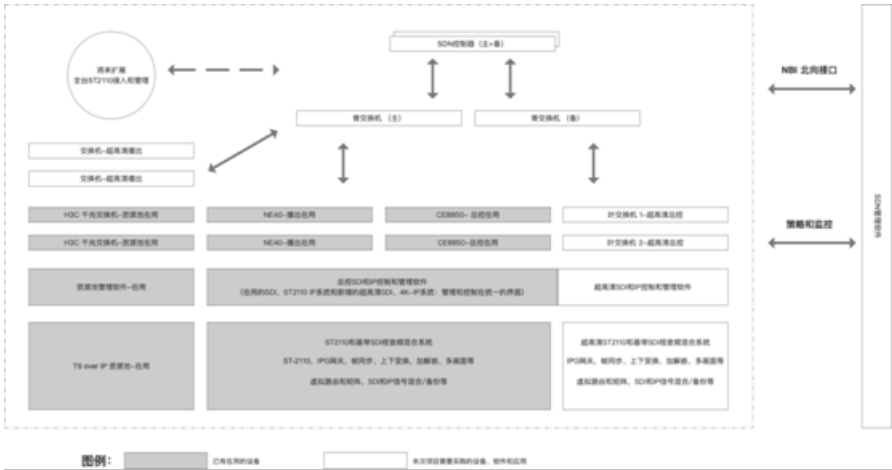 SDN控制器（主+备）
将来扩展
全台ST2110接入和管理
NBI 北向接口
骨交换机 （主）
骨交换机 （备）
交换机-超高清播出
交换机-超高清播出
H3C 千兆交换机-资源池在用
NE40-播出在用
CE8850- 总控在用
叶交换机 1-超高清总控
H3C 千兆交换机-资源池在用
NE40-播出在用
CE8850-总控在用
叶交换机 2-超高清总控
策略和监控
SDN管理软件
资源池管理软件-在用
总控SDI和IP控制和管理软件
（在用的SDI、ST2110 IP系统和新增的超高清SDI、4K-IP系统：管理和控制在统一的界面）
超高清SDI和IP控制和管理软件
TS over IP 资源池-在用
ST2110和基带SDI视音频混合系统
ST-2110、IPG网关、帧同步、上下变换、加解嵌、多画面等
虚拟路由和矩阵、SDI和IP信号混合/备份等
超高清ST2110和基带SDI视音频混合系统
IPG网关、帧同步、上下变换、加解嵌、多画面等
虚拟路由和矩阵、SDI和IP信号混合/备份等
图例：
已有在用的设备
本次项目需要采购的设备、软件和应用